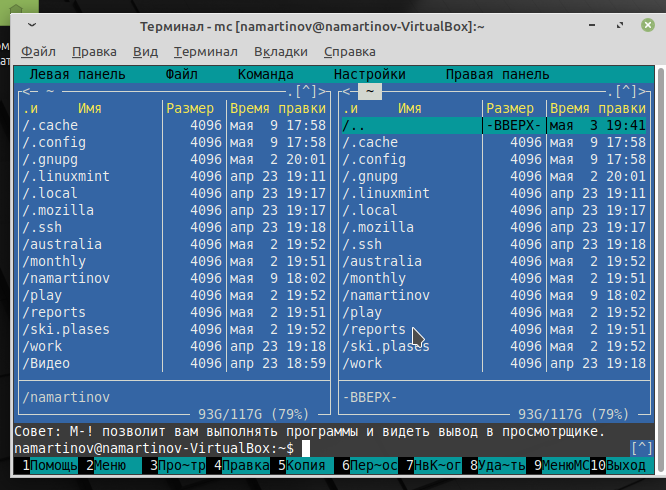 Терминал - mc [namartinov@namartinov-VirtualBox]:~
Файл Правка Вид Терминал Вкладки Справка
Левая панель Файл Команда Настройки Правая панель
<─ ~ ─ .[^]> <─ ~ ─ .[^]>
.и Имя Размер Время правки .и Имя Размер Время правки
/.cache 4096 мая 9 17:58 /.. -ВВЕРХ- мая 3 19:41
/.config 4096 мая 9 17:58 /.cache 4096 мая 9 17:58
/.gnupg 4096 мая 2 20:01 /.config 4096 мая 9 17:58
/.linuxmint 4096 апр 23 19:11 /.gnupg 4096 мая 2 20:01
/.local 4096 апр 23 19:17 /.linuxmint 4096 апр 23 19:11
/.mozilla 4096 апр 23 19:17 /.local 4096 апр 23 19:17
/.ssh 4096 апр 23 19:18 /.mozilla 4096 апр 23 19:17
/australia 4096 мая 2 19:52 /.ssh 4096 апр 23 19:18
/monthly 4096 мая 2 19:51 /australia 4096 мая 2 19:52
/namartinov 4096 мая 9 18:02 /monthly 4096 мая 2 19:51
/play 4096 мая 2 19:52 /namartinov 4096 мая 9 18:02
/reports 4096 мая 2 19:51 /play 4096 мая 2 19:52
/ski.plases 4096 мая 2 19:52 /reports 4096 мая 2 19:51
/work 4096 апр 23 19:18 /ski.plases 4096 мая 2 19:52
/Видео 4096 апр 23 18:59 /work 4096 апр 23 19:18
/namartinov -ВВЕРХ-
93G/117G (79%) 93G/117G (79%)
Совет: M-! позволит вам выполнять программы и видеть вывод в просмотрщике.
namartinov@namartinov-VirtualBox:~$ [^]
1Помощь 2Меню 3Про~тр 4Правка 5Копия 6Пер~ос 7НвК~ог 8Уда~ть 9МенюМС 10Выход